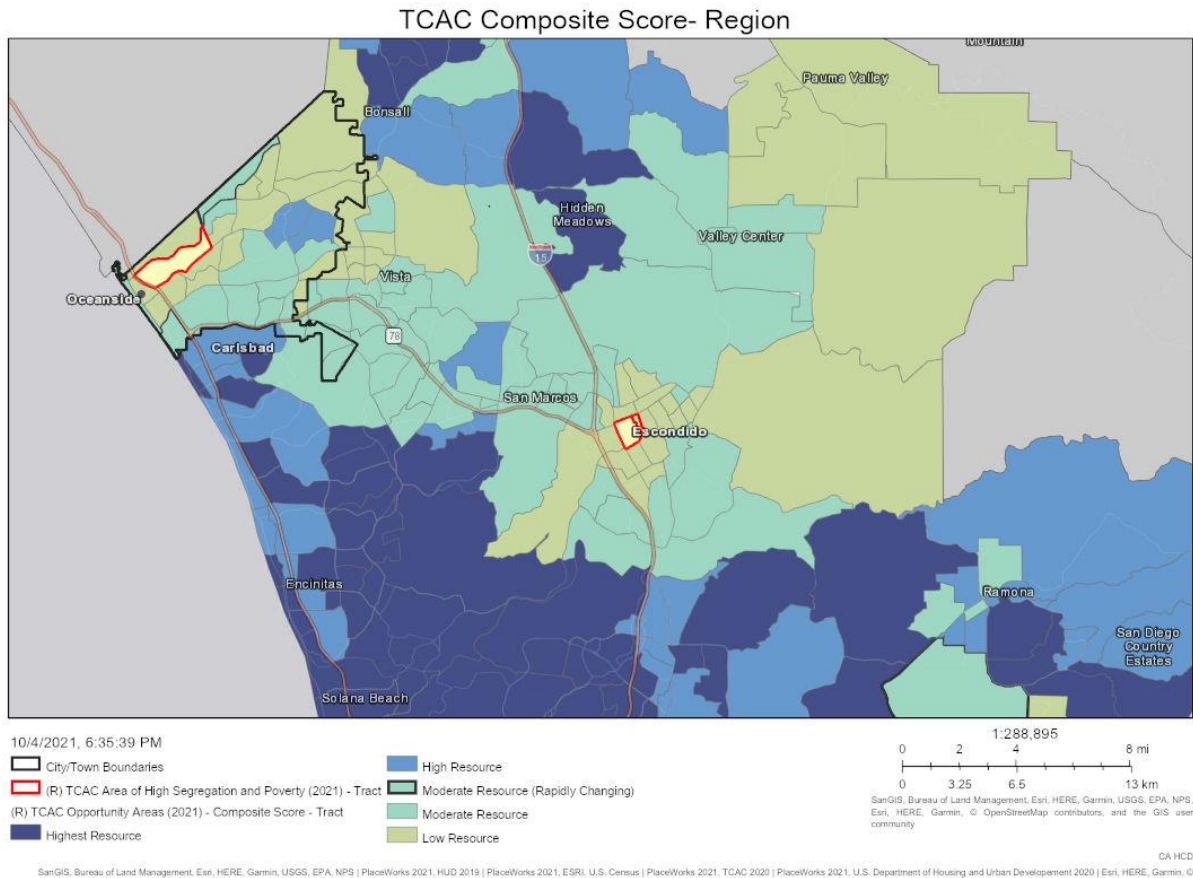 TCAC Composite Score- Region
Mountain
Pauma Valley
Bonsall
Hidden
Meadows
Valley Center
15
Vista
Oceanside
Carlsbad
78
San Marcos
Escondido
Encinitas
Ramona
San Diego
Country
Estates
Solana Beach
10/4/2021, 6:35:39 PM
City/Town Boundaries
(R) TCAC Area of High Segregation and Poverty (2021) - Tract
(R) TCAC Opportunity Areas (2021) - Composite Score - Tract
Highest Resource
High Resource
Moderate Resource (Rapidly Changing)
Moderate Resource
Low Resource
1:288,895
0 2 4 8 mi
0 3.25 6.5 13 km
SanGIS, Bureau of Land Management, Esri, HERE, Garmin, USGS, EPA, NPS,
Esri, HERE, Garmin, © OpenStreetMap contributors, and the GIS user
community
CA HCD
SanGIS, Bureau of Land Management, Esri, HERE, Garmin, USGS, EPA, NPS | PlaceWorks 2021, HUD 2019 | PlaceWorks 2021, ESRI, U.S. Census | PlaceWorks 2021, TCAC 2020 | PlaceWorks 2021, U.S. Department of Housing and Urban Developement 2020 | Esri, HERE, Garmin, ©